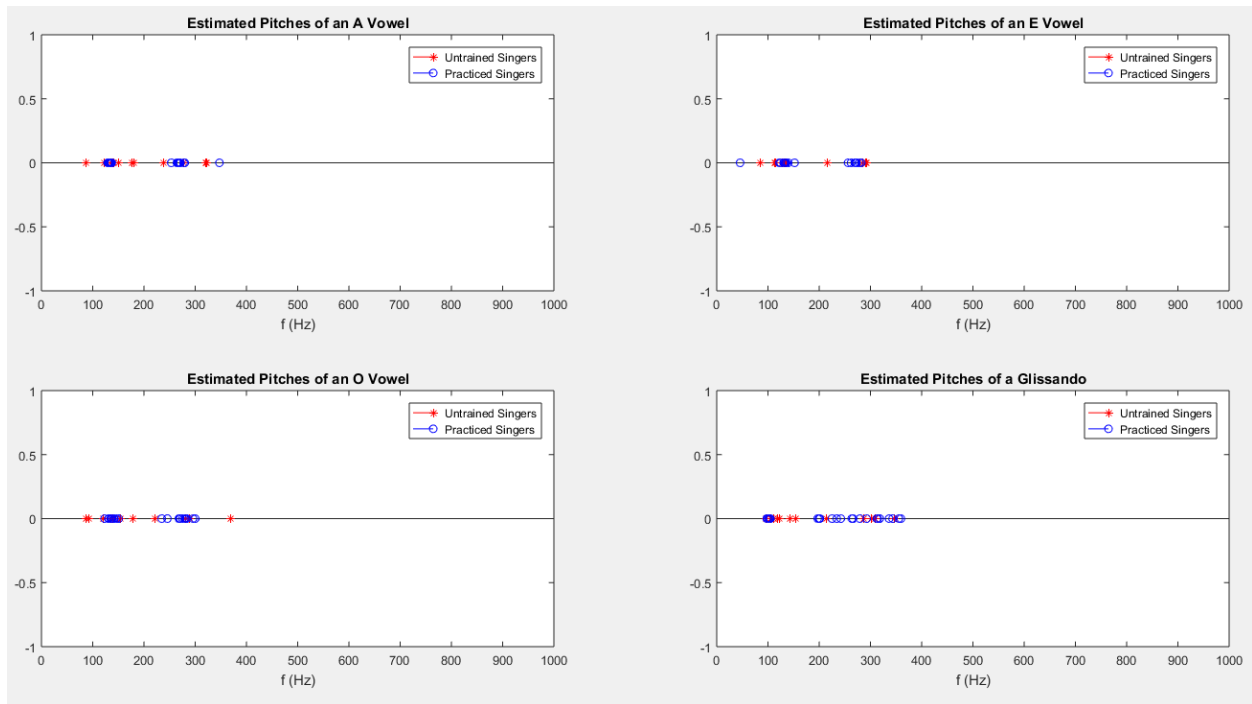 Estimated Pitches of an A Vowel
1
0.5
0
-0.5
-1
Untrained Singers
Practiced Singers
0 100 200 300 400 500 600 700 800 900 1000
f (Hz)
Estimated Pitches of an E Vowel
1
0.5
0
-0.5
-1
Untrained Singers
Practiced Singers
0 100 200 300 400 500 600 700 800 900 1000
f (Hz)
Estimated Pitches of an O Vowel
1
0.5
0
-0.5
-1
Untrained Singers
Practiced Singers
0 100 200 300 400 500 600 700 800 900 1000
f (Hz)
Estimated Pitches of a Glissando
1
0.5
0
-0.5
-1
Untrained Singers
Practiced Singers
0 100 200 300 400 500 600 700 800 900 1000
f (Hz)